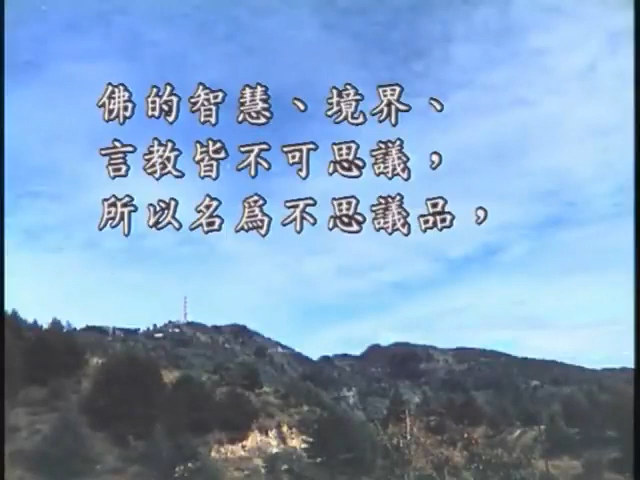 佛的智慧、境界、
言教皆不可思議，
所以名爲不思議品，